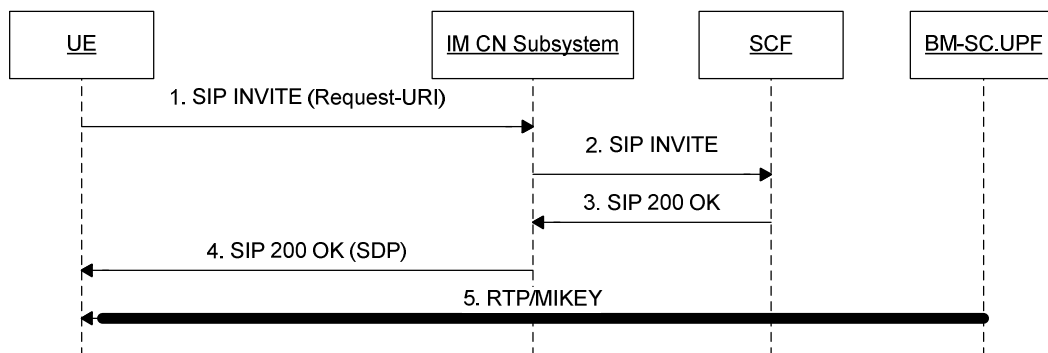 UE
IM CN Subsystem
SCF
BM-SC.UPF
1. SIP INVITE (Request-URI)
2. SIP INVITE
3. SIP 200 OK
4. SIP 200 OK (SDP)
5. RTP/MIKEY